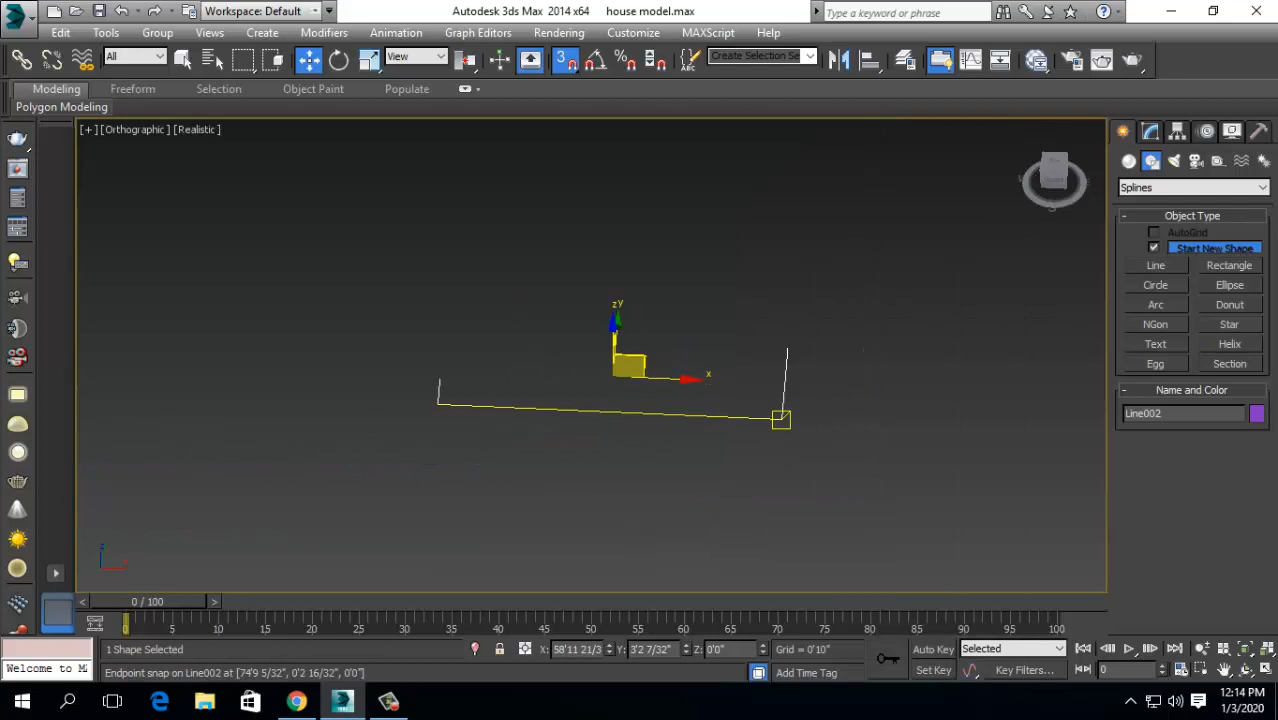 Workspace: Default
Autodesk 3ds Max 2014 x64 house model.max
Type a keyword or phrase
Edit Tools Group Views Create Modifiers Animation Graph Editors Rendering Customize MAXScript Help
All View 3 Create Selection Se
Modeling Freeform Selection Object Paint Populate
Polygon Modeling
[+] [Orthographic] [Realistic]
Splines
- Object Type
AutoGrid
Start New Shape
Line Rectangle
Circle Ellipse
Arc Donut
NGon Star
Text Helix
Egg Section
- Name and Color
Line002
z y
x
z
0 / 100
0 5 10 15 20 25 30 35 40 45 50 55 60 65 70 75 80 85 90 95 100
1 Shape Selected X: 58'11 21/3 Y: 3'2 7/32" Z: 0'0" Grid = 0'10" Auto Key Selected
Welcome to M Endpoint snap on Line002 at [74'9 5/32", 0'2 16/32", 0'0"] Add Time Tag Set Key Key Filters... 0
12:14 PM
1/3/2020